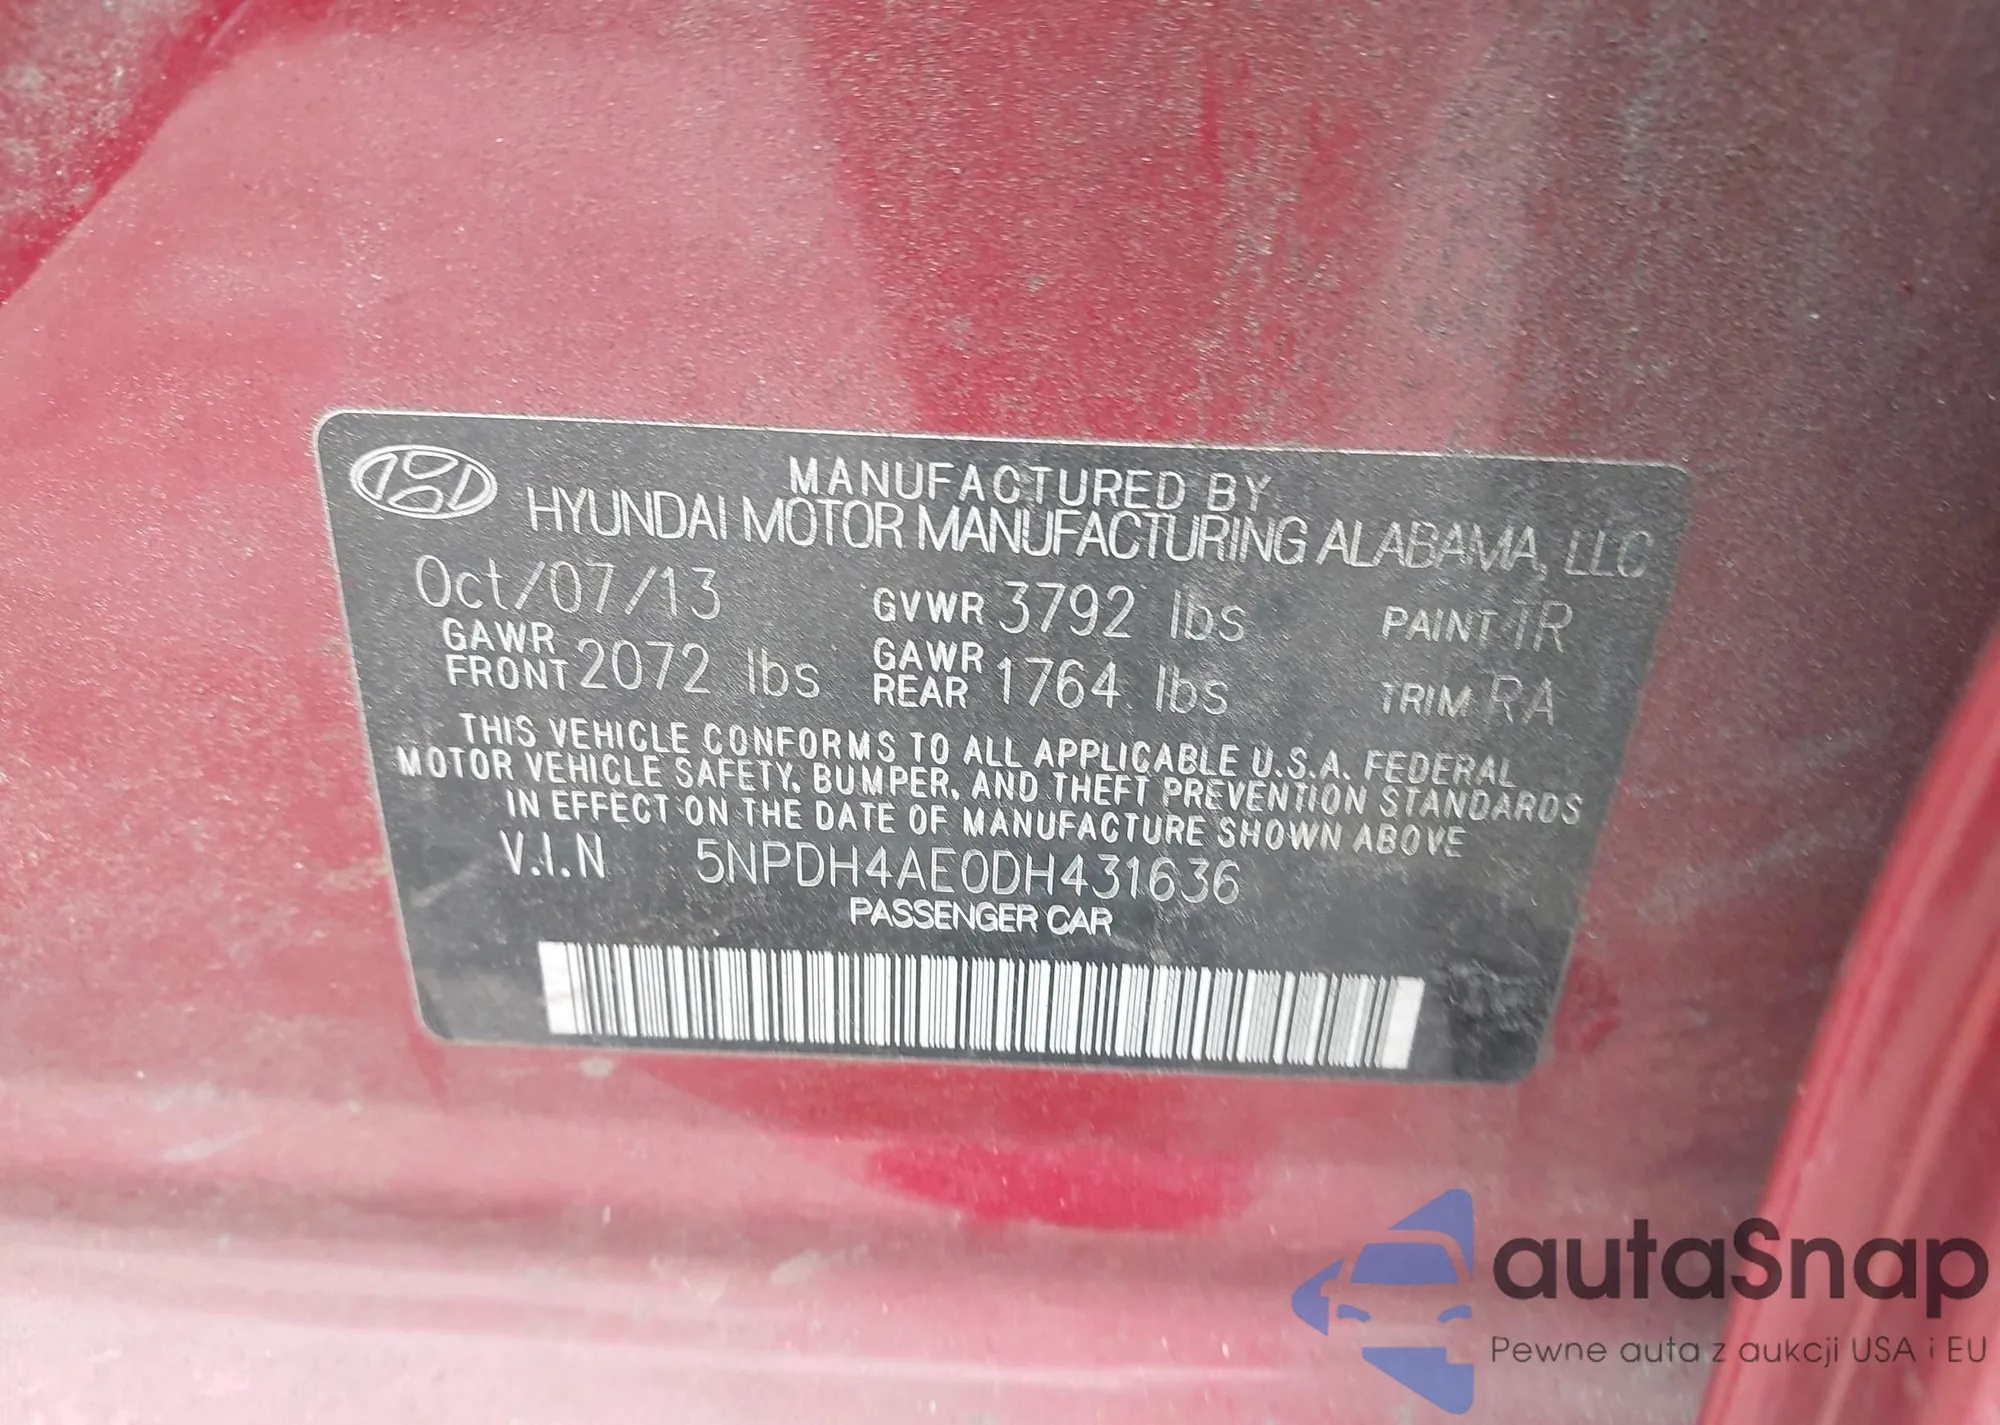 MANUFACTURED BY
HYUNDAI MOTOR MANUFACTURING ALABAMA, LLC
Oct/07/13 GVWR 3792 lbs PAINT TR
GAWR FRONT 2072 lbs GAWR REAR 1764 lbs TRIM RA
THIS VEHICLE CONFORMS TO ALL APPLICABLE U.S.A. FEDERAL
MOTOR VEHICLE SAFETY, BUMPER, AND THEFT PREVENTION STANDARDS
IN EFFECT ON THE DATE OF MANUFACTURE SHOWN ABOVE
V.I.N 5NPDH4AE0DH431636
PASSENGER CAR
autaSnap
Pewne auta z aukcji USA i EU